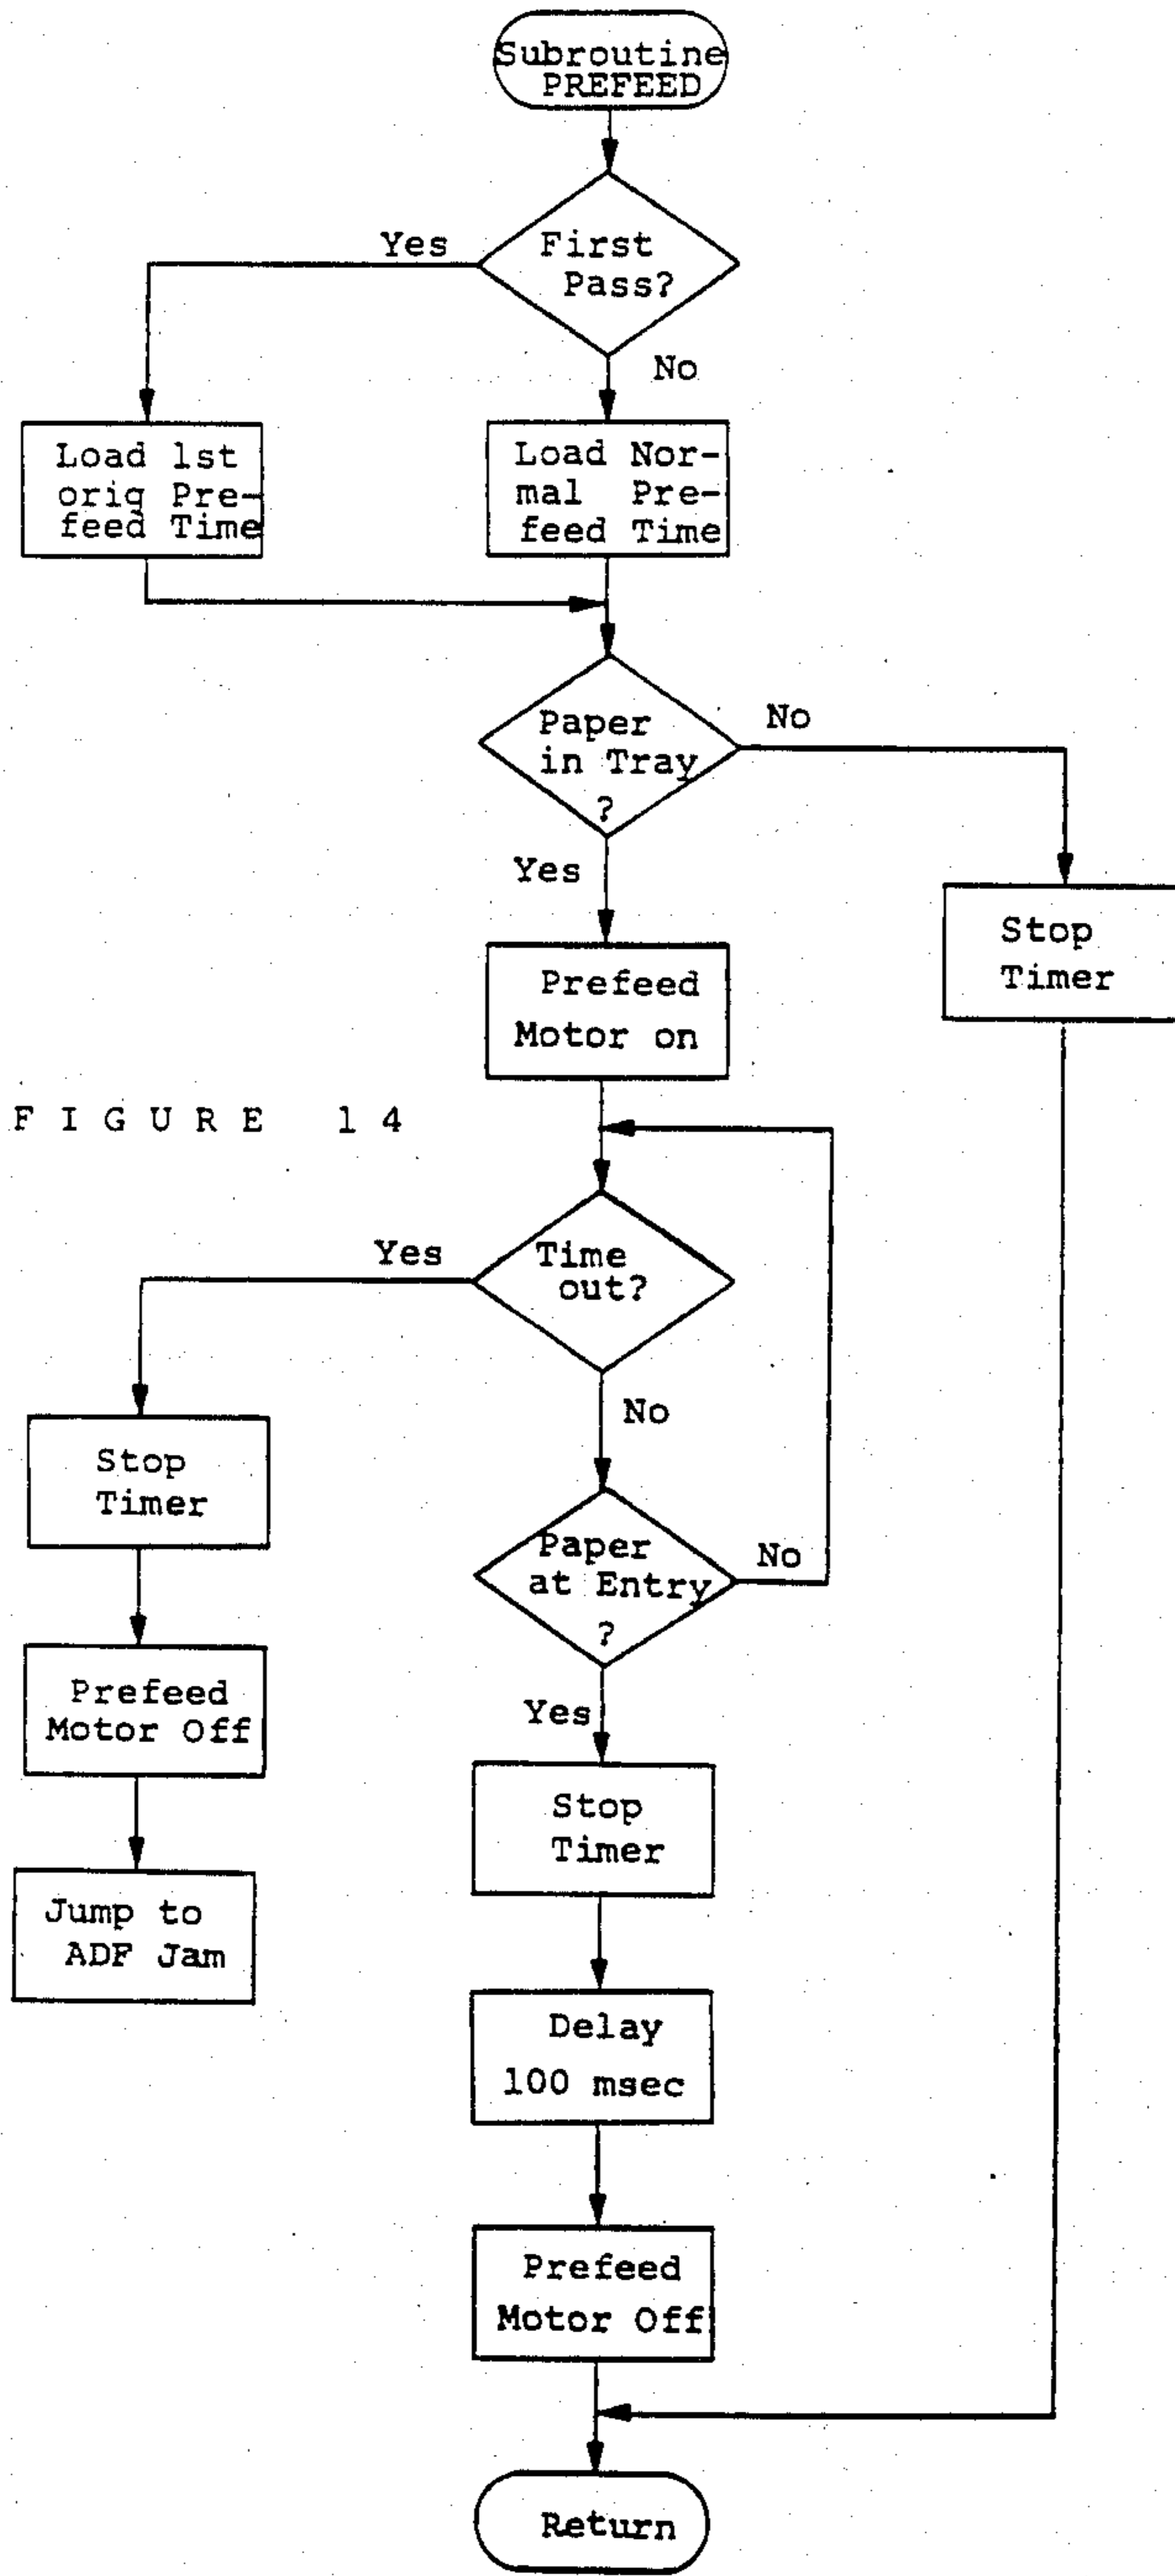 Subroutine
PREFEED
First
Pass?
Yes
No
Load 1st
orig Pre-
feed Time
Load Nor-
mal Pre-
feed Time
Paper
in Tray
?
No
Yes
Stop
Timer
Prefeed
Motor on
FIGURE 14
Time
out?
Yes
No
Stop
Timer
Paper
at Entry
?
No
Prefeed
Motor Off
Yes
Stop
Timer
Jump to
ADF Jam
Delay
100 msec
Prefeed
Motor Off
Return